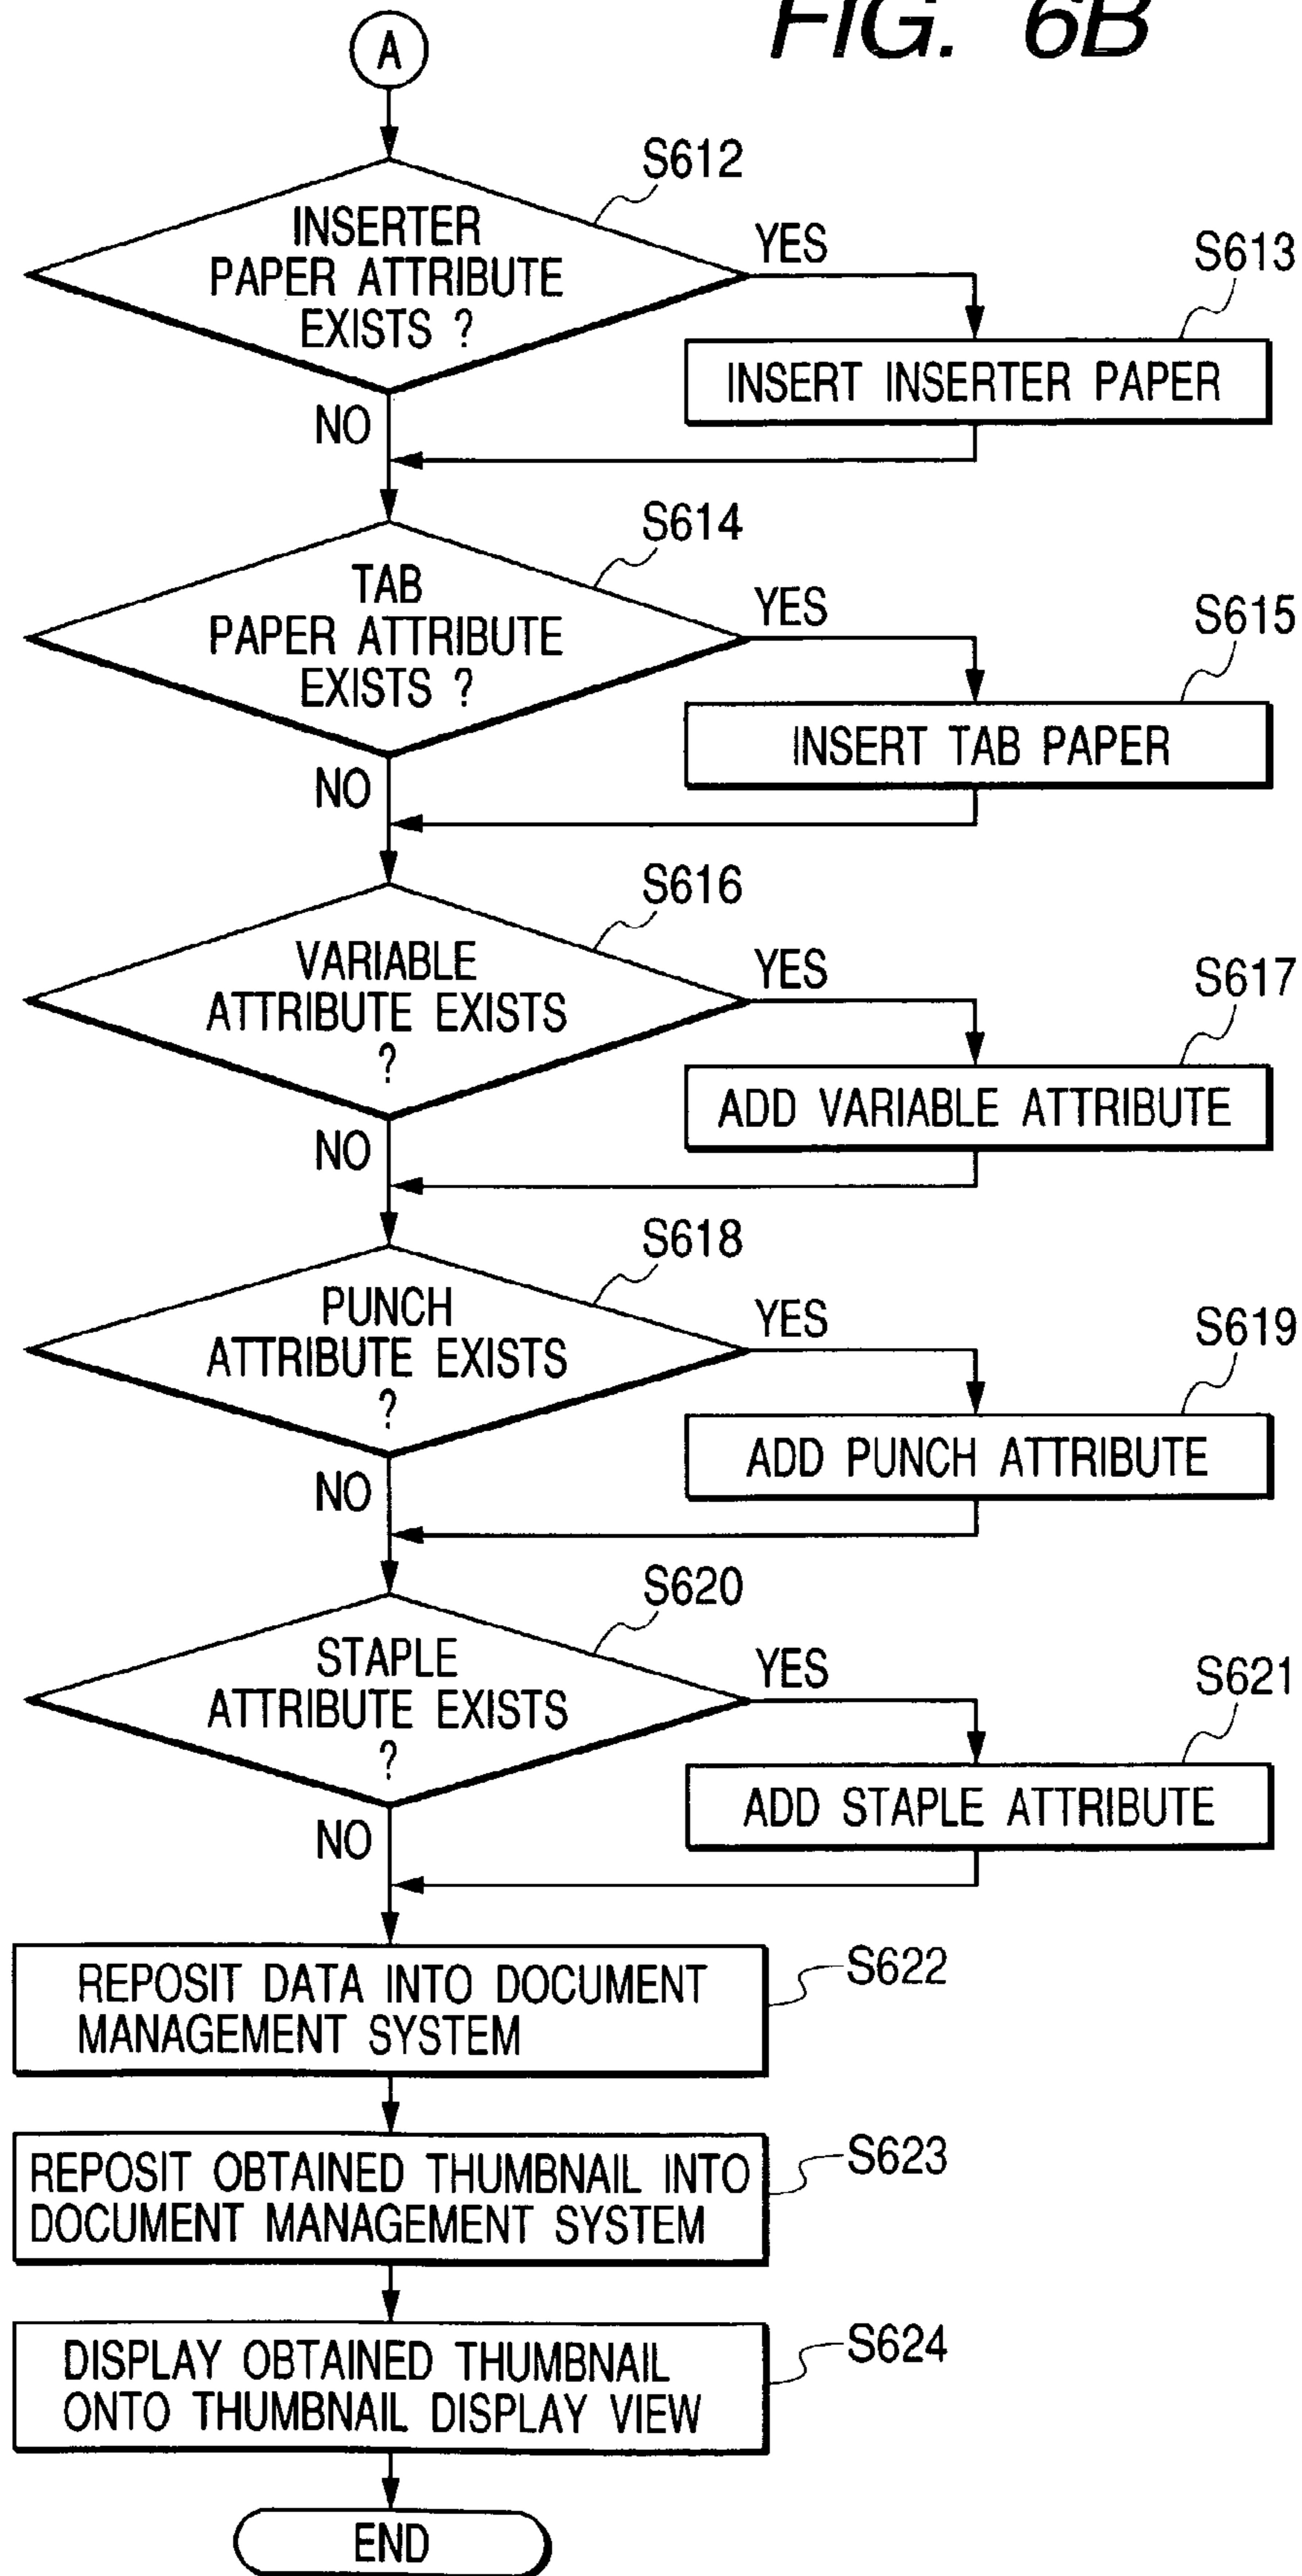 FIG. 6B
A
S612
INSERTER
PAPER ATTRIBUTE
EXISTS ?
YES
NO
S613
INSERT INSERTER PAPER
S614
TAB
PAPER ATTRIBUTE
EXISTS ?
YES
NO
S615
INSERT TAB PAPER
S616
VARIABLE
ATTRIBUTE EXISTS
?
YES
NO
S617
ADD VARIABLE ATTRIBUTE
S618
PUNCH
ATTRIBUTE EXISTS
?
YES
NO
S619
ADD PUNCH ATTRIBUTE
S620
STAPLE
ATTRIBUTE EXISTS
?
YES
NO
S621
ADD STAPLE ATTRIBUTE
REPOSIT DATA INTO DOCUMENT
MANAGEMENT SYSTEM
S622
REPOSIT OBTAINED THUMBNAIL INTO
DOCUMENT MANAGEMENT SYSTEM
S623
DISPLAY OBTAINED THUMBNAIL
ONTO THUMBNAIL DISPLAY VIEW
S624
END